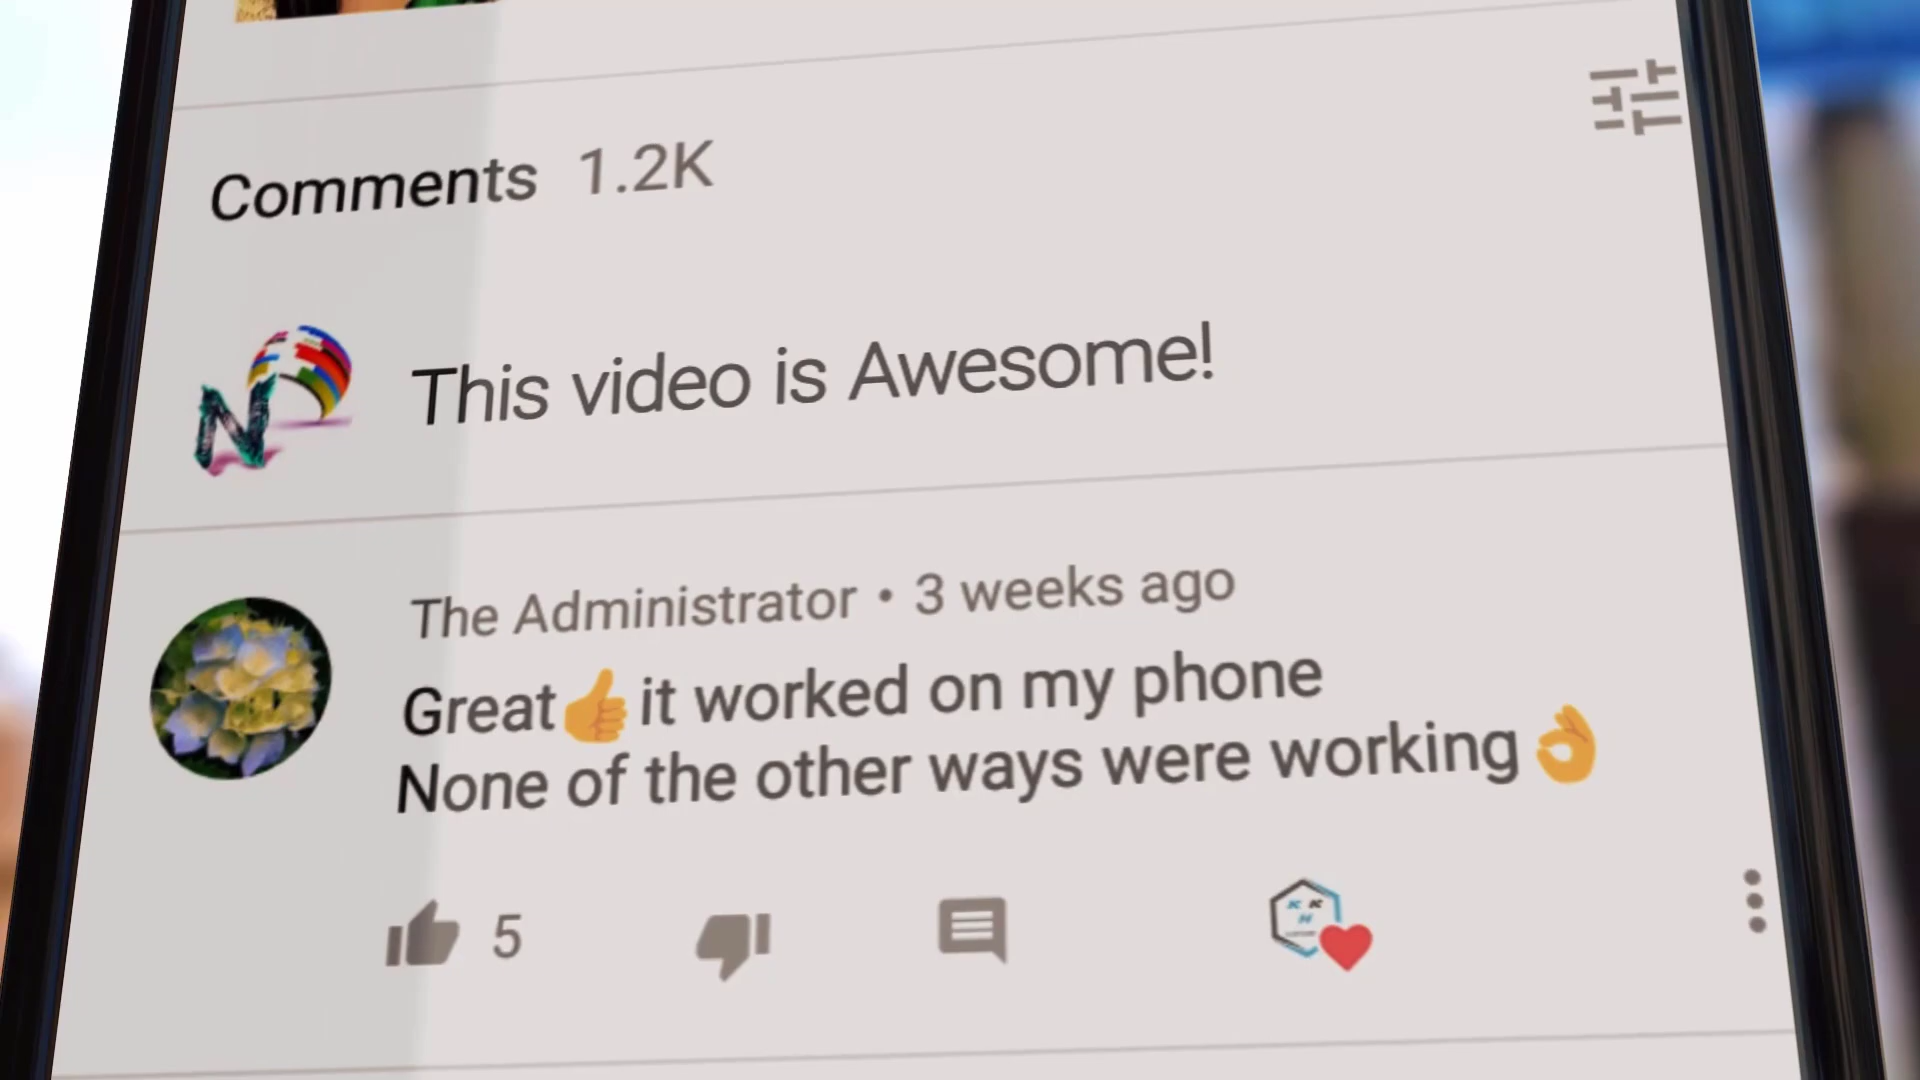 Comments 1.2K
This video is Awesome!
The Administrator • 3 weeks ago
Great👍it worked on my phone
None of the other ways were working👌
5
K K
H